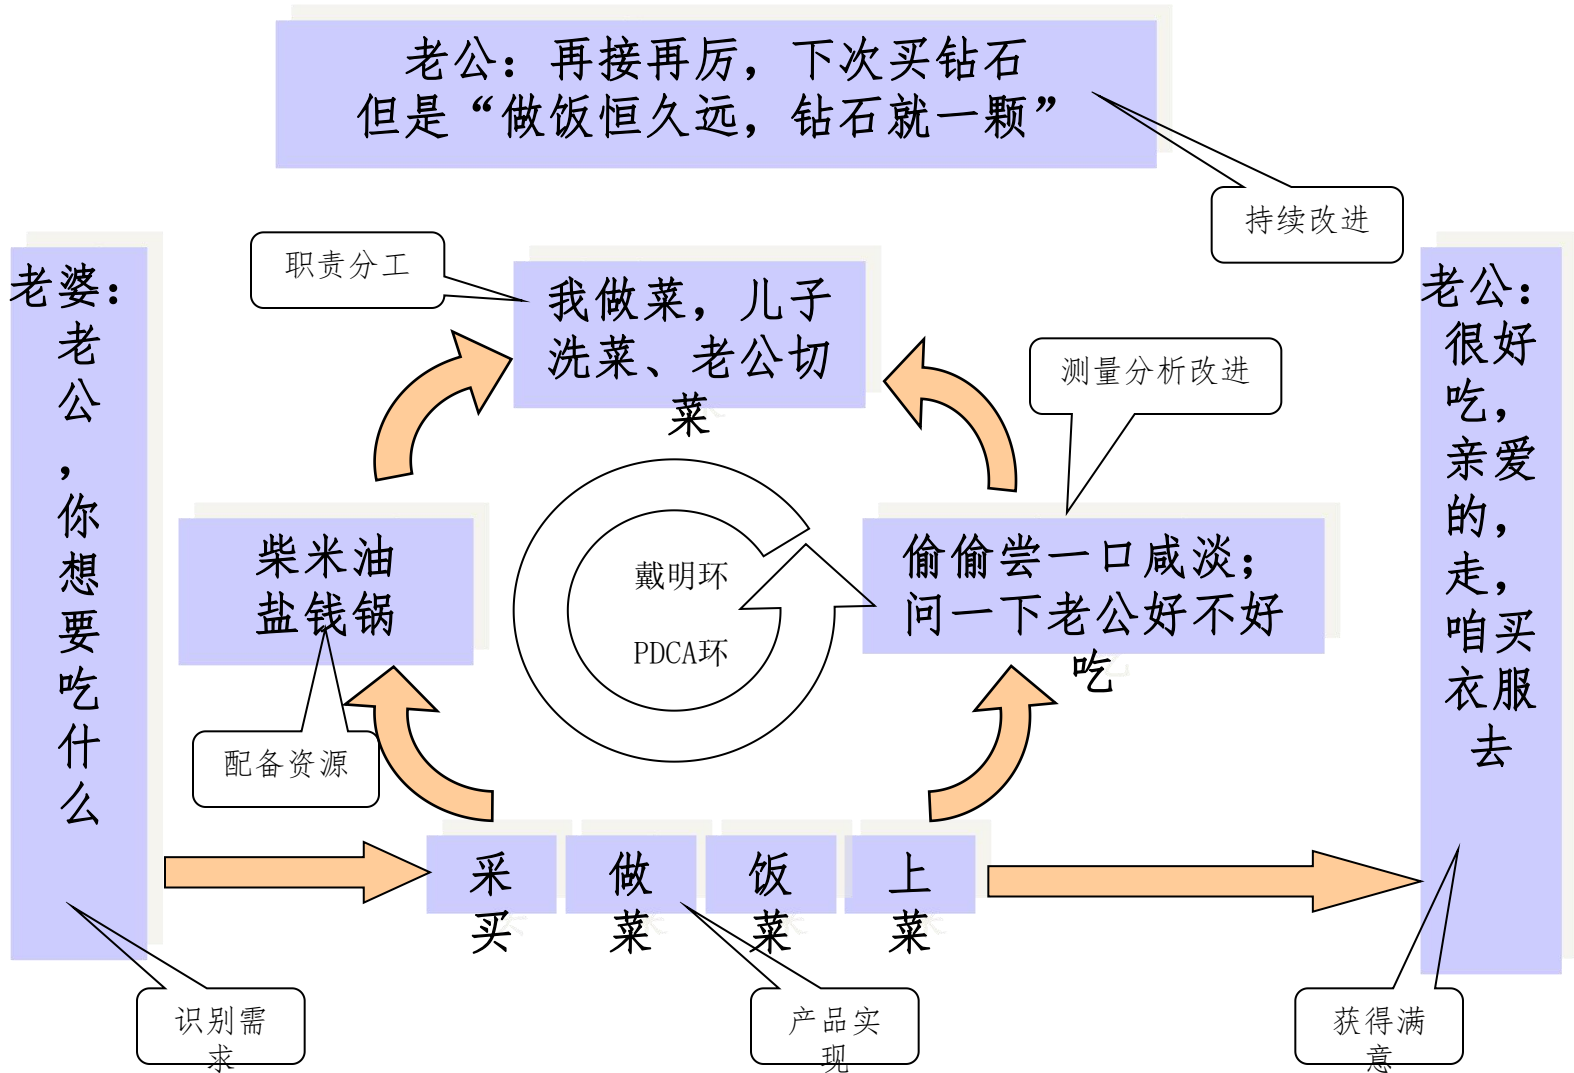 老公：再接再厉，下次买钻石
但是“做饭恒久远，钻石就一颗”
持续改进
职责分工
我做菜，儿子
洗菜、老公切
菜
测量分析改进
老婆：
老
公
，
你
想
要
吃
什
么
柴米油
盐钱锅
配备资源
戴明环
PDCA环
偷偷尝一口咸淡；
问一下老公好不好
吃
老公：
很好
吃，
亲爱
的，
走，
咱买
衣服
去
采
买
做
菜
饭
菜
上
菜
识别需
求
产品实
现
获得满
意